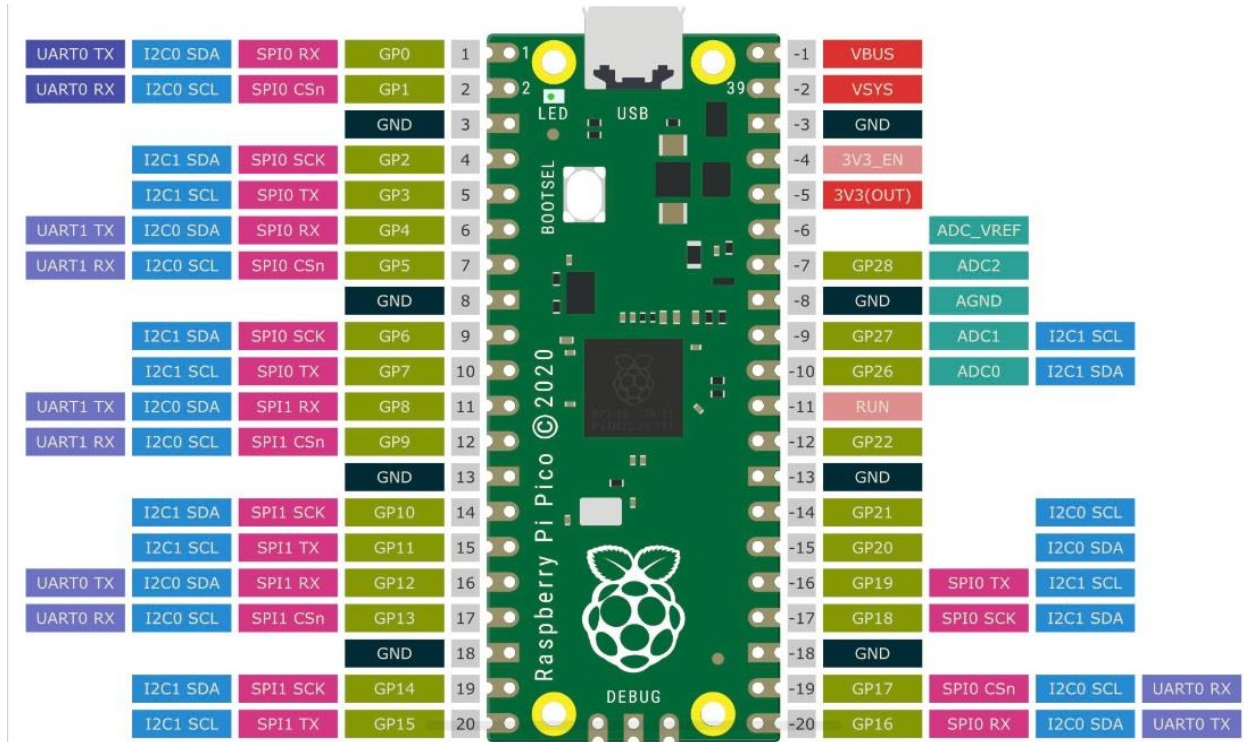 UART0 TX I2C0 SDA SPI0 RX GP0 1 1 -1 VBUS
UART0 RX I2C0 SCL SPI0 CSn GP1 2 2 39 -2 VSYS
LED USB
GND 3 -3 GND
I2C1 SDA SPI0 SCK GP2 4 -4 3V3_EN
I2C1 SCL SPI0 TX GP3 5 -5 3V3(OUT)
BOOTSEL
UART1 TX I2C0 SDA SPI0 RX GP4 6 -6 ADC_VREF
UART1 RX I2C0 SCL SPI0 CSn GP5 7 -7 GP28 ADC2
GND 8 -8 GND AGND
I2C1 SDA SPI0 SCK GP6 9 -9 GP27 ADC1 I2C1 SCL
I2C1 SCL SPI0 TX GP7 10 -10 GP26 ADC0 I2C1 SDA
UART1 TX I2C0 SDA SPI1 RX GP8 11 -11 RUN
UART1 RX I2C0 SCL SPI1 CSn GP9 12 -12 GP22
GND 13 -13 GND
I2C1 SDA SPI1 SCK GP10 14 -14 GP21 I2C0 SCL
I2C1 SCL SPI1 TX GP11 15 -15 GP20 I2C0 SDA
UART0 TX I2C0 SDA SPI1 RX GP12 16 -16 GP19 SPI0 TX I2C1 SCL
UART0 RX I2C0 SCL SPI1 CSn GP13 17 -17 GP18 SPI0 SCK I2C1 SDA
Raspberry Pi Pico ©2020
GND 18 -18 GND
I2C1 SDA SPI1 SCK GP14 19 DEBUG -19 GP17 SPI0 CSn I2C0 SCL UART0 RX
I2C1 SCL SPI1 TX GP15 20 -20 GP16 SPI0 RX I2C0 SDA UART0 TX